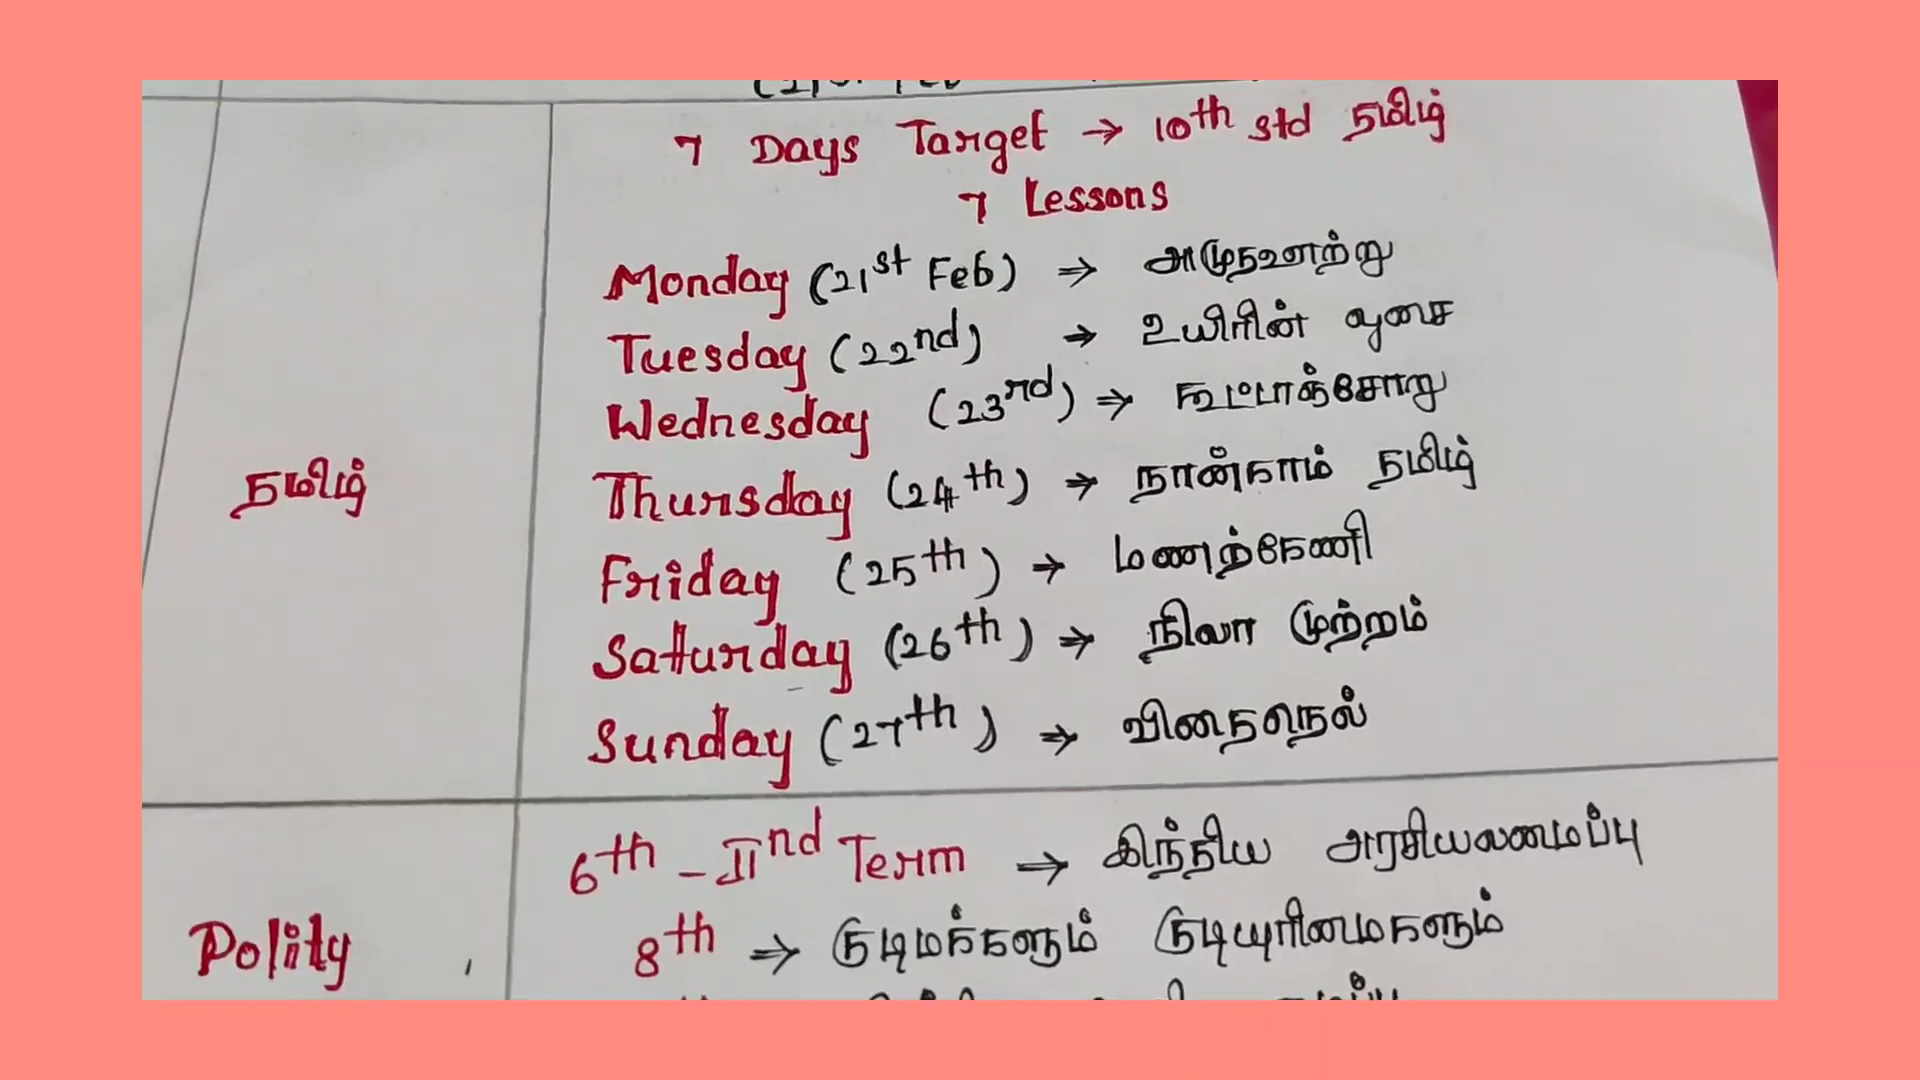 7 Days Target → 10th std தமிழ்
7 Lessons
Monday (21st Feb) ⇒ அமுதஊற்று
Tuesday (22nd) → உயிரின் ஓசை
Wednesday (23rd) ⇒ கூட்டாஞ்சோறு
தமிழ்
Thursday (24th) → நான்காம் தமிழ்
Friday (25th) → மணற்கேணி
Saturday (26th) ⇒ நிலா முற்றம்
Sunday (27th) ⇒ விதைநெல்
6th - IInd Term → இந்திய அரசியலமைப்பு
Polity
8th ⇒ குடிமக்களும் குடியுரிமைகளும்